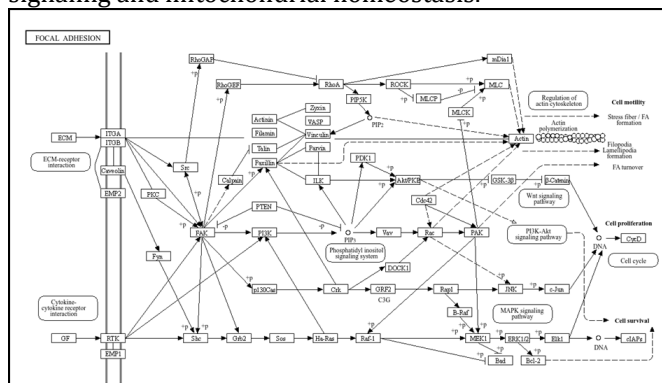 signaling and mitochondrial homeostasis.
FOCAL ADHESION
RhoGAP
mDia1
+p
RhoGEF
RhoA
ROCK
MLC
+p
-p
+p
+p
PIP5K
MLCP
MLCK
Regulation of
actin cytoskeleton
Cell motility
Stress fiber / FA
formation
Zyxin
Actinin
VASP
PIP2
Actin
polymerization
Filamin
Vinculin
Actin
Filopodia
Lamellipodia
formation
ECM
ITGA
ITGB
Talin
Parvin
FA turnover
Src
Calpain
Paxillin
PDK1
ECM-receptor
interaction
Caveolin
EMP2
PKC
ILK
Akt/PKB
GSK-3β
β-Catenin
+p
-p
Wnt signaling
pathway
PTEN
Cdc42
Cell proliferation
FAK
PI3K
PIP3
Vav
Rac
PAK
PI3K-Akt
signaling pathway
DNA
CycD
Phosphatidyl inositol
signaling system
Fyn
DOCK1
Cell cycle
p130Cas
Crk
GRF2
C3G
Rap1
JNK
c-Jun
+p
Cytokine-
cytokine receptor
interaction
B-Raf
MAPK signaling
pathway
Cell survival
GF
RTK
Shc
Grb2
Sos
Ha-Ras
Raf-1
MEK1
ERK1/2
Elk1
DNA
cIAPs
EMP1
Bad
Bcl-2